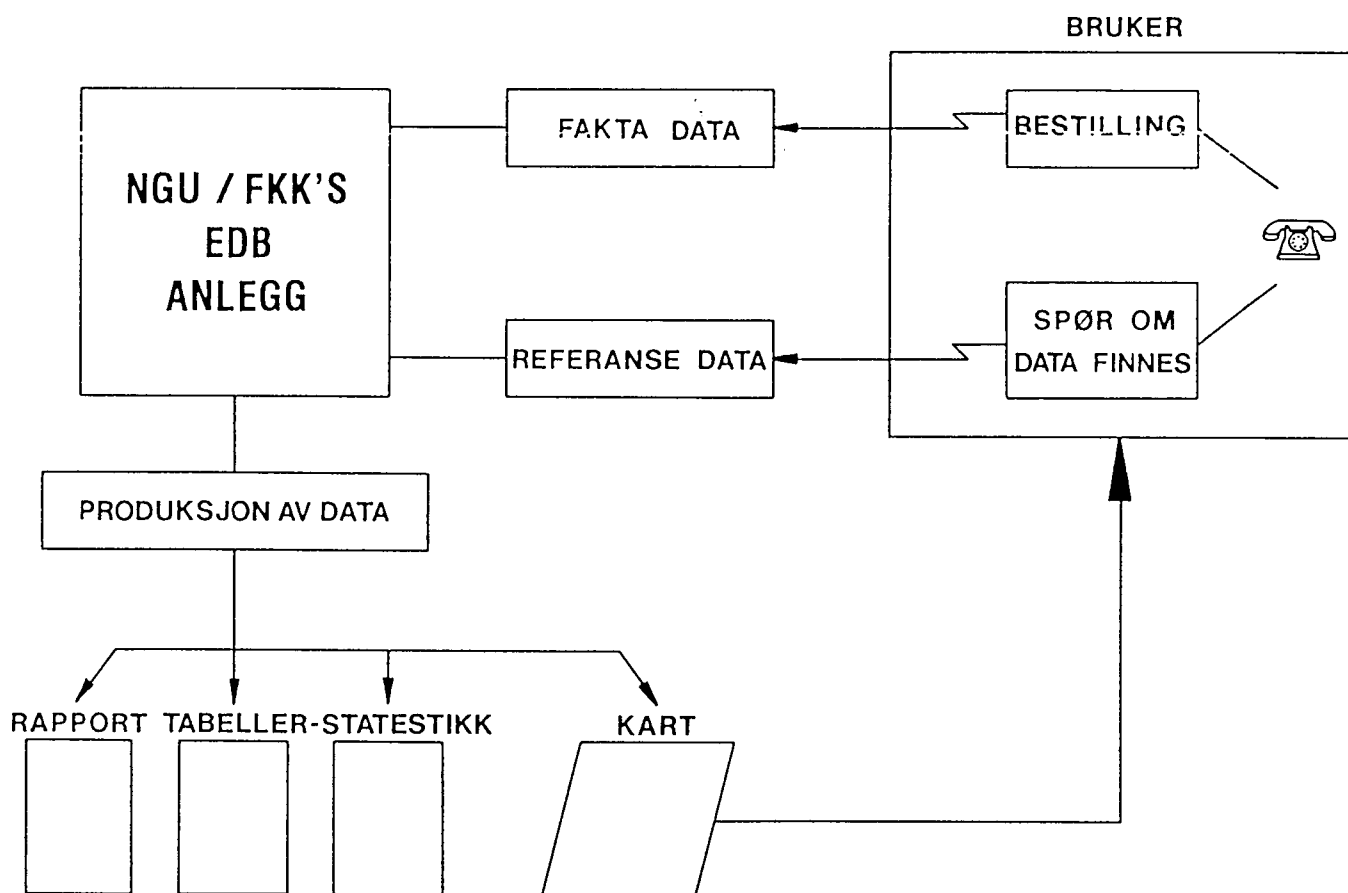 BRUKER
NGU / FKK'S
EDB
ANLEGG
FAKTA DATA
BESTILLING
REFERANSE DATA
SPØR OM
DATA FINNES
PRODUKSJON AV DATA
RAPPORT TABELLER-STATESTIKK KART